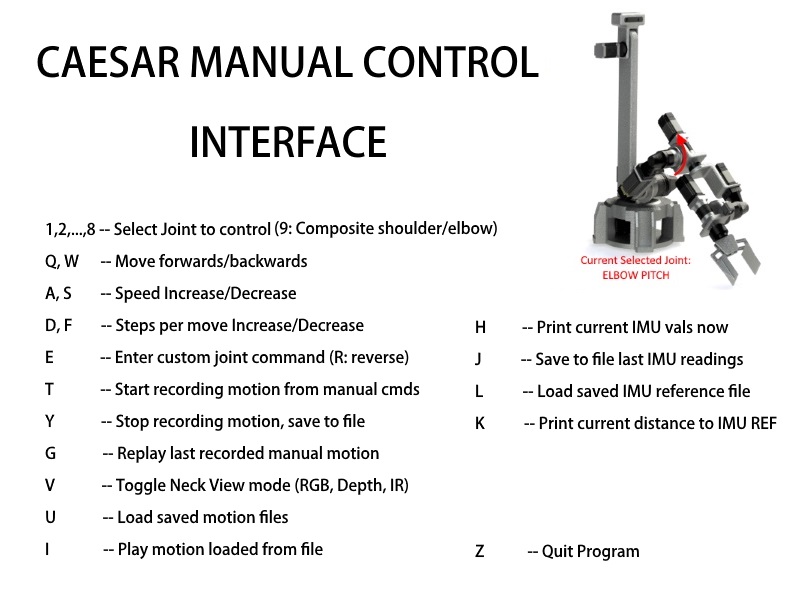 CAESAR MANUAL CONTROL
INTERFACE
Current Selected Joint:
ELBOW PITCH
1,2,...,8 -- Select Joint to control (9: Composite shoulder/elbow)
Q, W -- Move forwards/backwards
A, S -- Speed Increase/Decrease
D, F -- Steps per move Increase/Decrease
E -- Enter custom joint command (R: reverse)
T -- Start recording motion from manual cmds
Y -- Stop recording motion, save to file
G -- Replay last recorded manual motion
V -- Toggle Neck View mode (RGB, Depth, IR)
U -- Load saved motion files
I -- Play motion loaded from file
H -- Print current IMU vals now
J -- Save to file last IMU readings
L -- Load saved IMU reference file
K -- Print current distance to IMU REF
Z -- Quit Program